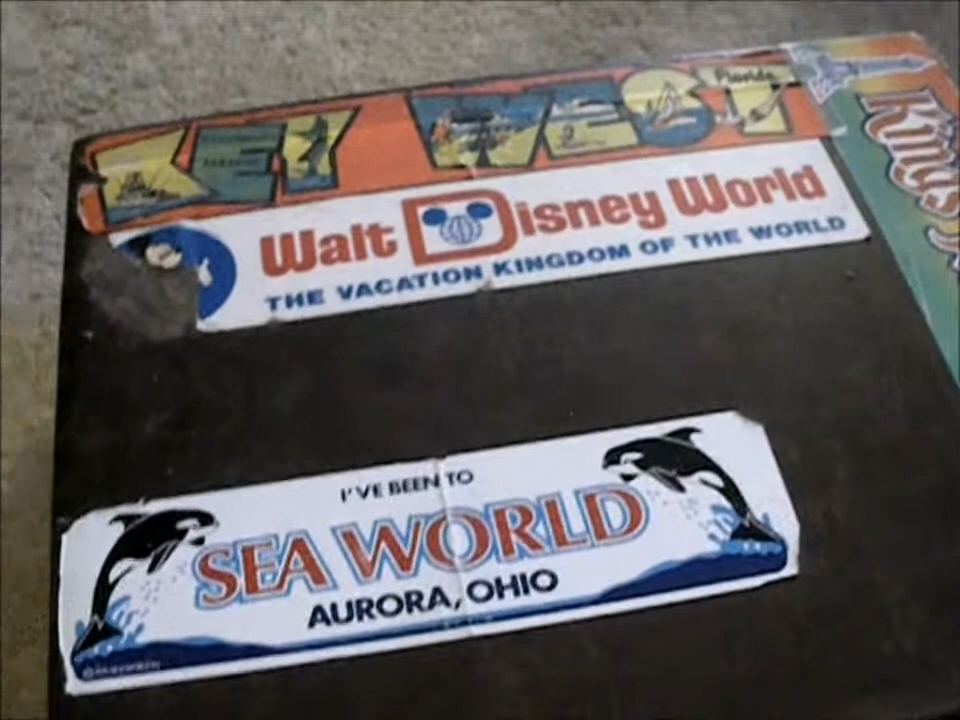 KEY WEST
Florida
Kings
Walt Disney World
THE VACATION KINGDOM OF THE WORLD
I'VE BEEN TO
SEA WORLD
AURORA, OHIO